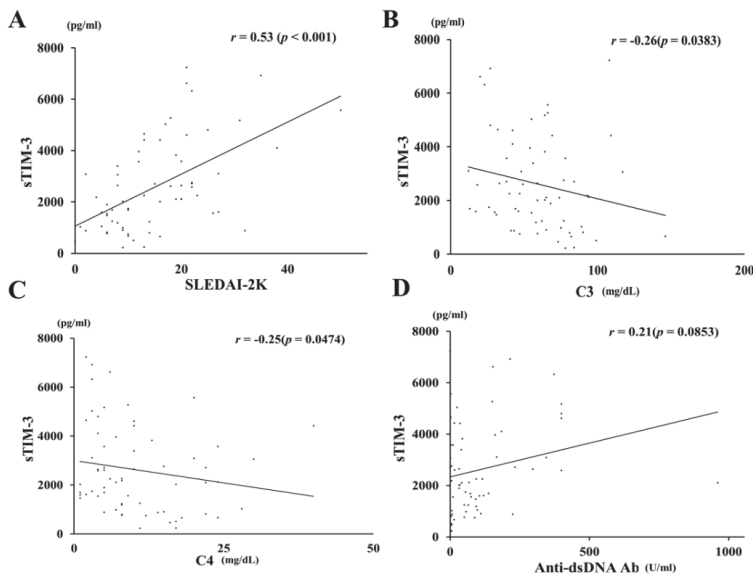 A
(pg/ml)
r = 0.53 (p < 0.001)
8000
6000
4000
2000
0
sTIM-3
0
20
40
SLEDAI-2K
B
(pg/ml)
r = -0.26(p = 0.0383)
8000
6000
4000
2000
0
sTIM-3
0
100
200
C3 (mg/dL)
C
(pg/ml)
r = -0.25(p = 0.0474)
8000
6000
4000
2000
0
sTIM-3
0
25
50
C4 (mg/dL)
D
(pg/ml)
r = 0.21(p = 0.0853)
8000
6000
4000
2000
0
sTIM-3
0
500
1000
Anti-dsDNA Ab (U/ml)